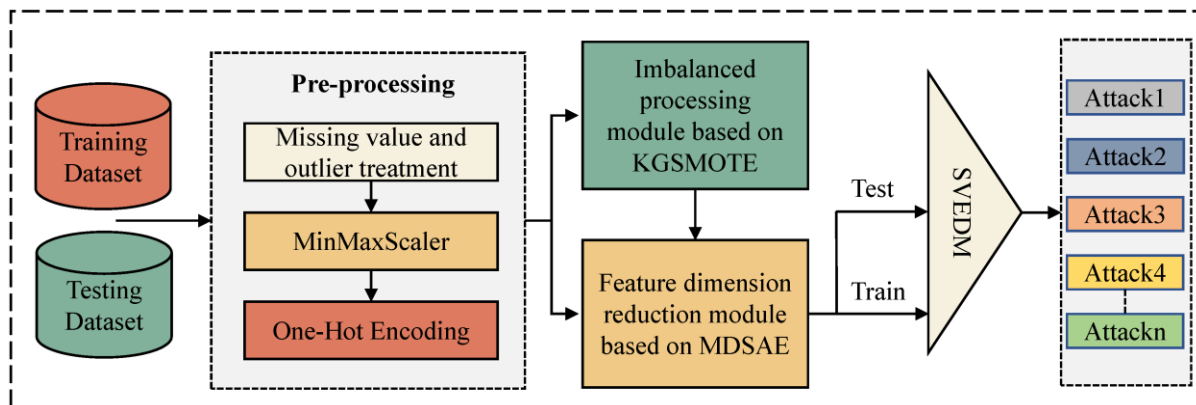 Training
Dataset
Testing
Dataset
Pre-processing
Missing value and
outlier treatment
MinMaxScaler
One-Hot Encoding
Imbalanced
processing
module based on
KGSMOTE
Feature dimension
reduction module
based on MDSAE
Test
Train
SVEDM
Attack1
Attack2
Attack3
Attack4
Attackn